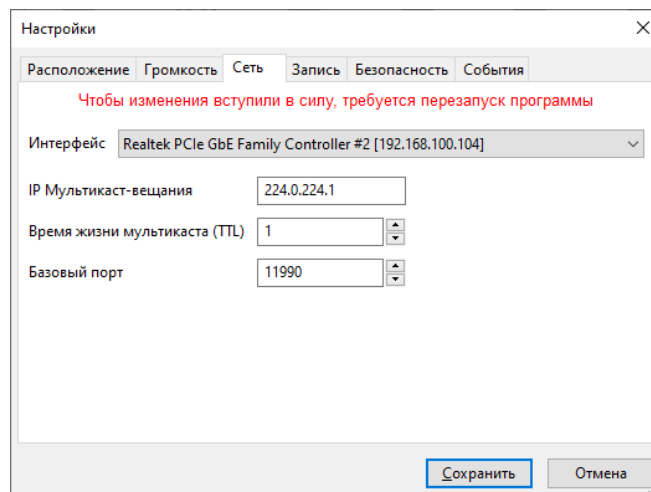 Настройки
Расположение Громкость Сеть Запись Безопасность События
Чтобы изменения вступили в силу, требуется перезапуск программы
Интерфейс Realtek PCIe GbE Family Controller #2 [192.168.100.104]
IP Мультикаст-вещания 224.0.224.1
Время жизни мультикаста (TTL) 1
Базовый порт 11990
Сохранить Отмена